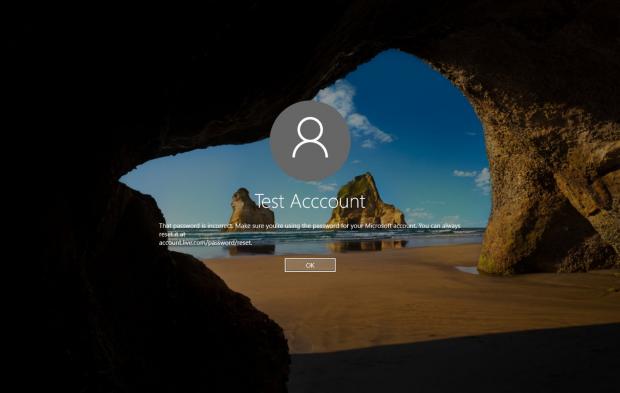 Test Acccount
That password is incorrect. Make sure you're using the password for your Microsoft account. You can always
reset it at
account.live.com/password/reset.
OK